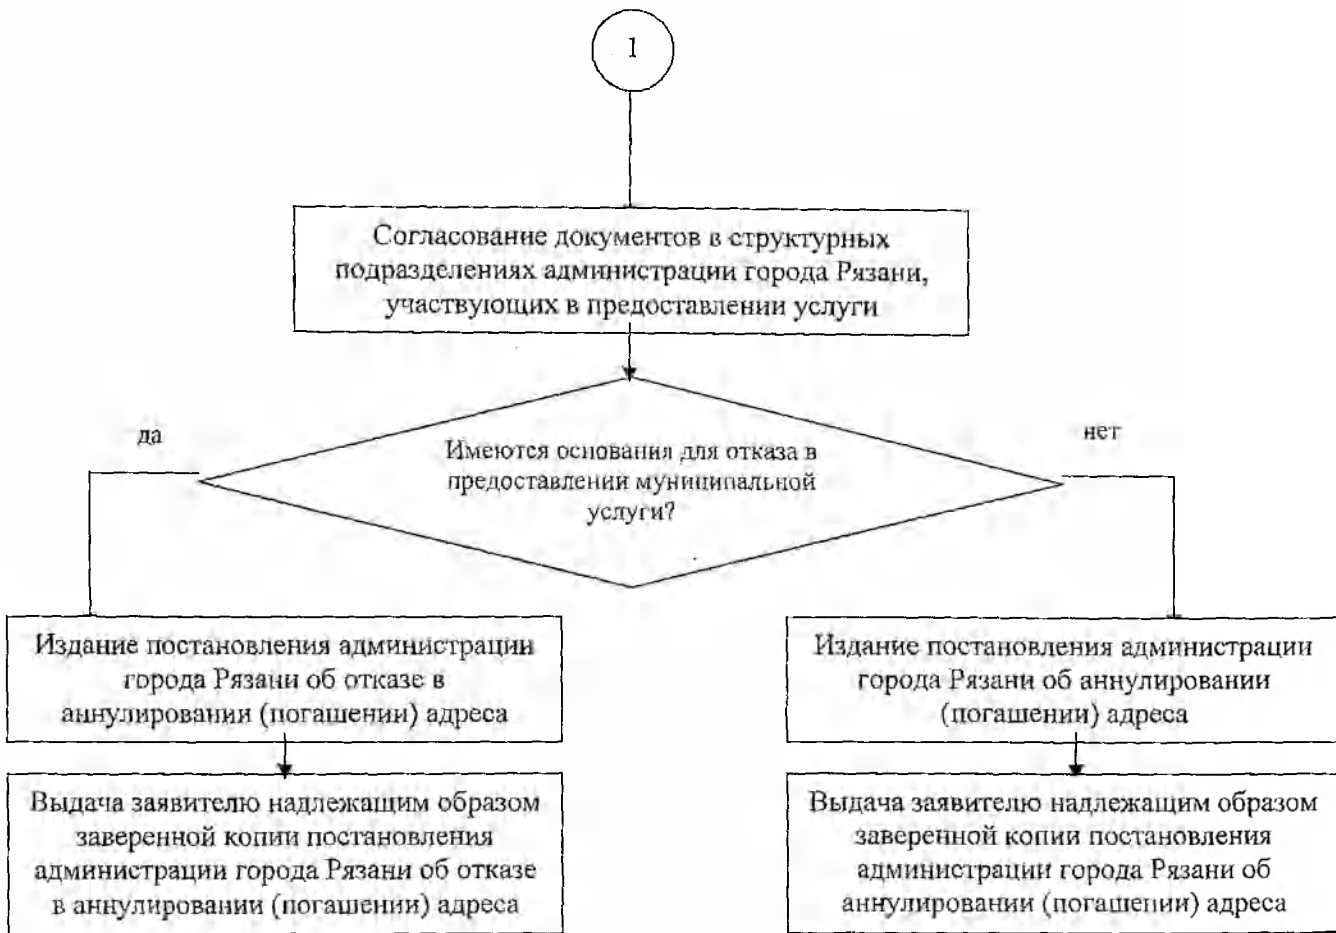 1
Согласование документов в структурных
подразделениях администрации города Рязани,
участвующих в предоставлении услуги
да
нет
Имеются основания для отказа в
предоставлении муниципальной
услуги?
Издание постановления администрации
города Рязани об отказе в
аннулировании (погашении) адреса
Издание постановления администрации
города Рязани об аннулировании
(погашении) адреса
Выдача заявителю надлежащим образом
заверенной копии постановления
администрации города Рязани об отказе
в аннулировании (погашении) адреса
Выдача заявителю надлежащим образом
заверенной копии постановления
администрации города Рязани об
аннулировании (погашении) адреса